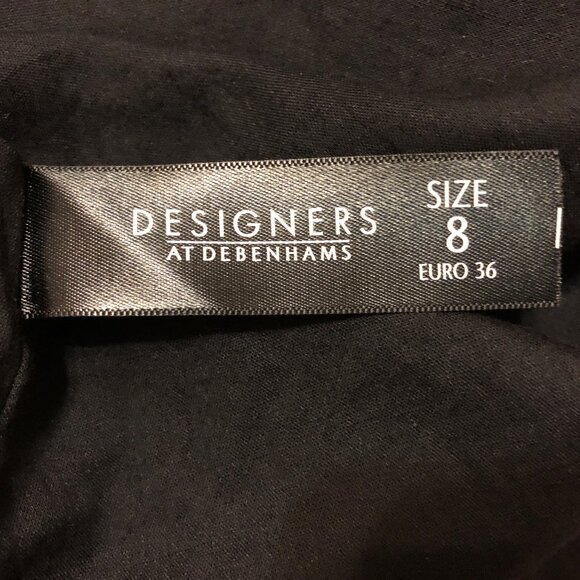 DESIGNERS
AT DEBENHAMS
SIZE
8
EURO 36